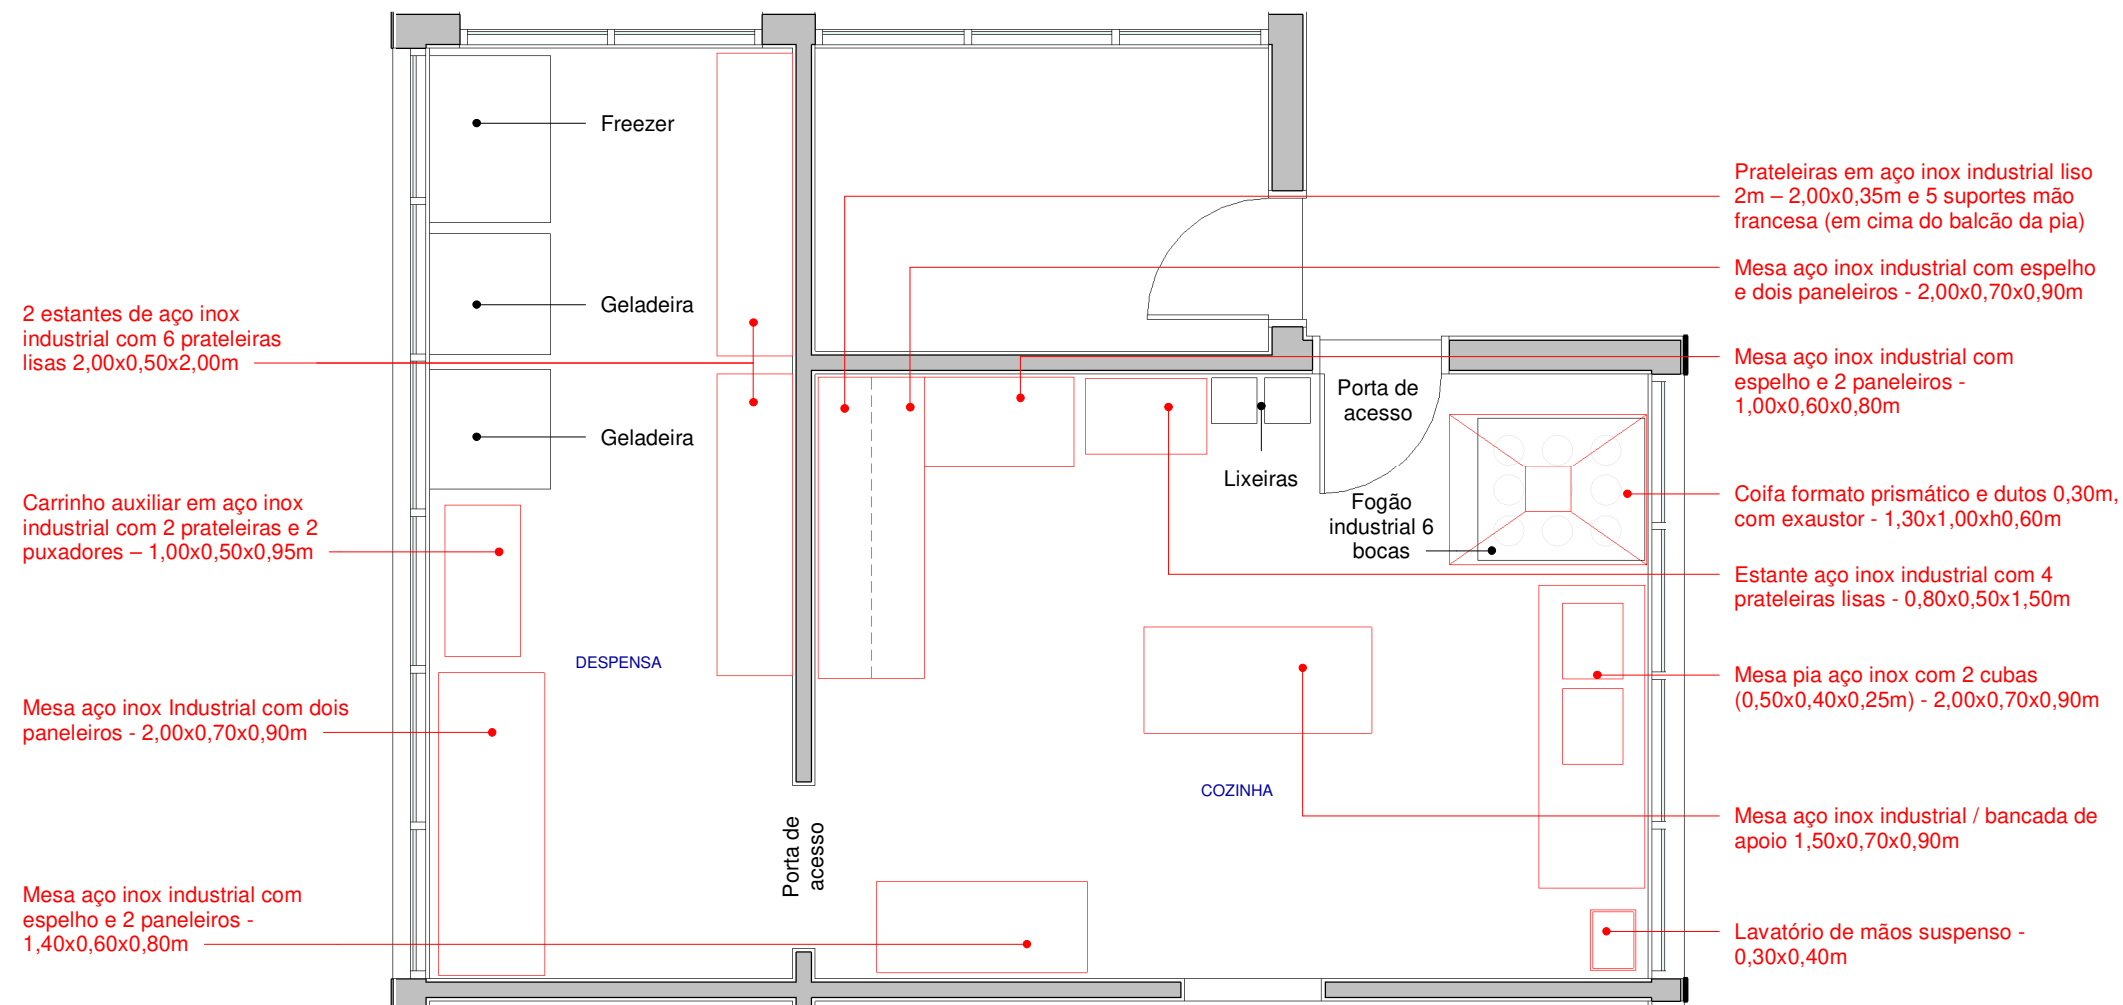 Freezer
Geladeira
Geladeira
2 estantes de aço inox
industrial com 6 prateleiras
lisas 2,00x0,50x2,00m
Carrinho auxiliar em aço inox
industrial com 2 prateleiras e 2
puxadores – 1,00x0,50x0,95m
Mesa aço inox Industrial com dois
paneleiros - 2,00x0,70x0,90m
Mesa aço inox industrial com
espelho e 2 paneleiros -
1,40x0,60x0,80m
DESPENSA
Porta de
acesso
Lixeiras
Porta de
acesso
Fogão
industrial 6
bocas
COZINHA
Prateleiras em aço inox industrial liso
2m – 2,00x0,35m e 5 suportes mão
francesa (em cima do balcão da pia)
Mesa aço inox industrial com espelho
e dois paneleiros - 2,00x0,70x0,90m
Mesa aço inox industrial com
espelho e 2 paneleiros -
1,00x0,60x0,80m
Coifa formato prismático e dutos 0,30m,
com exaustor - 1,30x1,00xh0,60m
Estante aço inox industrial com 4
prateleiras lisas - 0,80x0,50x1,50m
Mesa pia aço inox com 2 cubas
(0,50x0,40x0,25m) - 2,00x0,70x0,90m
Mesa aço inox industrial / bancada de
apoio 1,50x0,70x0,90m
Lavatório de mãos suspenso -
0,30x0,40m